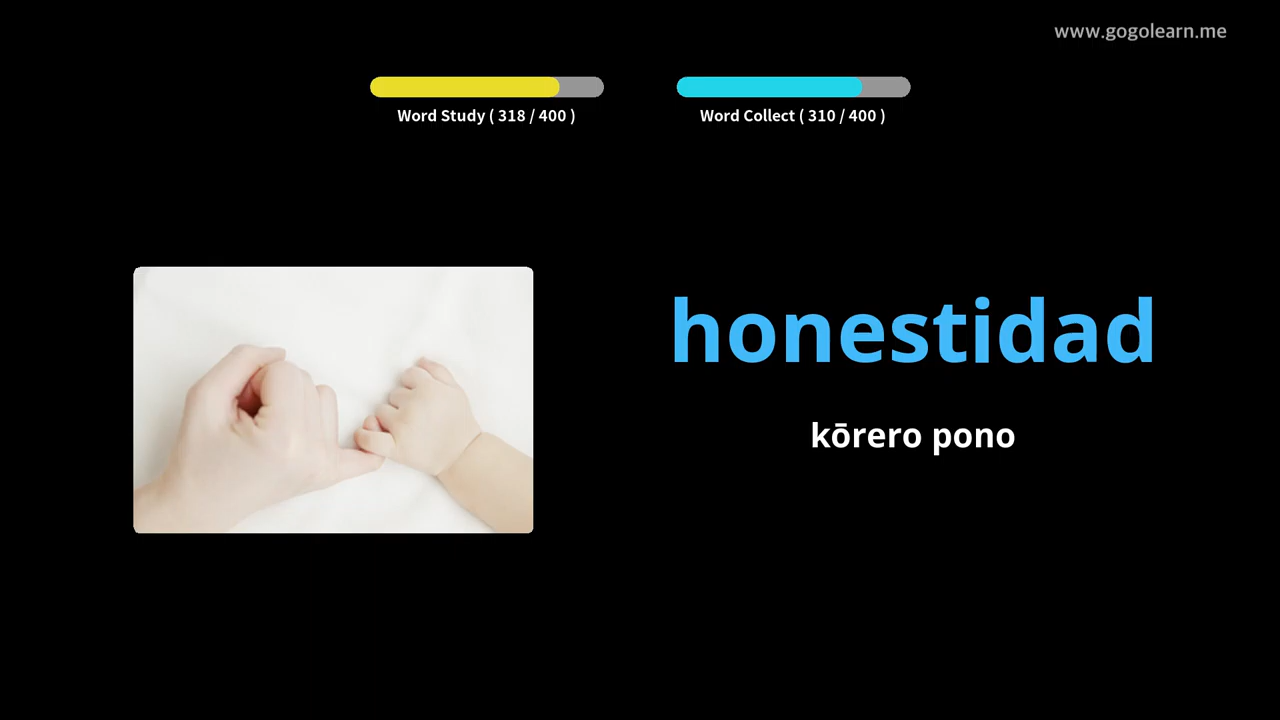 www.gogolearn.me
Word Study ( 318 / 400 )
Word Collect ( 310 / 400 )
honestidad
kōrero pono